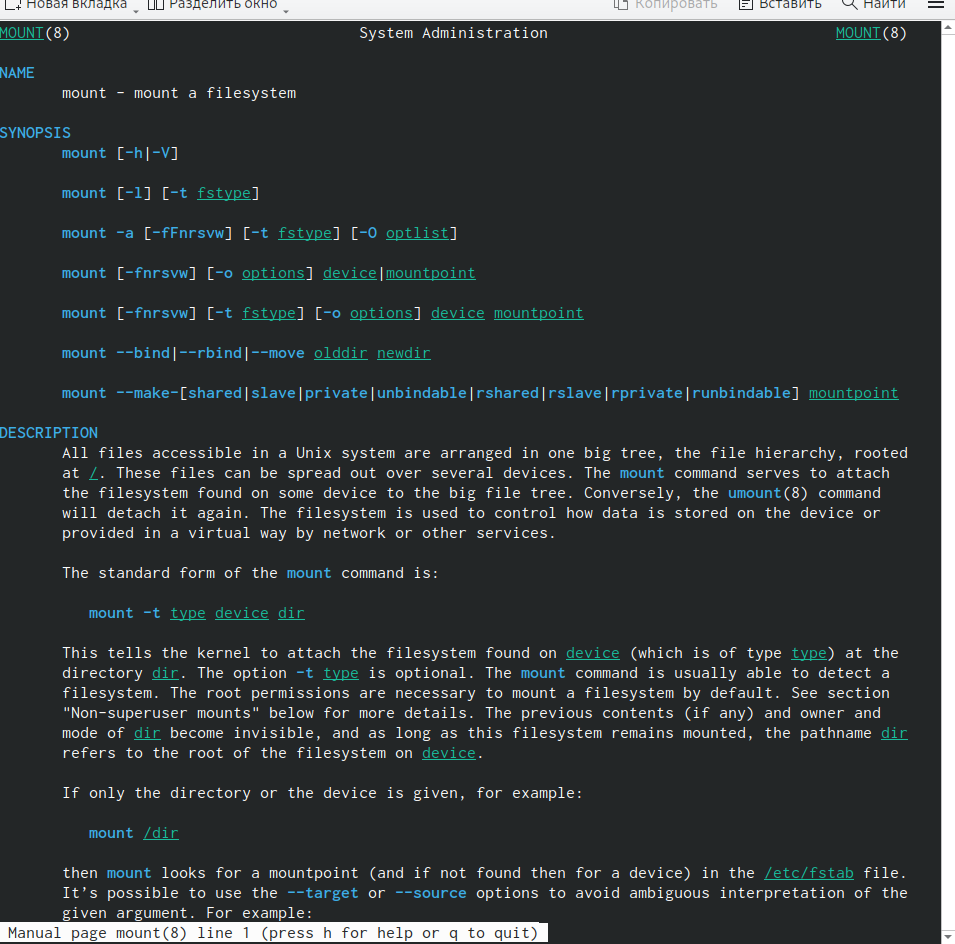 Новая вкладка Разделить окно Копировать Вставить Найти
MOUNT(8) System Administration MOUNT(8)
NAME
mount - mount a filesystem
SYNOPSIS
mount [-h|-V]
mount [-l] [-t fstype]
mount -a [-fFnrsvw] [-t fstype] [-O optlist]
mount [-fnrsvw] [-o options] device|mountpoint
mount [-fnrsvw] [-t fstype] [-o options] device mountpoint
mount --bind|--rbind|--move olddir newdir
mount --make-[shared|slave|private|unbindable|rshared|rslave|rprivate|runbindable] mountpoint
DESCRIPTION
All files accessible in a Unix system are arranged in one big tree, the file hierarchy, rooted
at /. These files can be spread out over several devices. The mount command serves to attach
the filesystem found on some device to the big file tree. Conversely, the umount(8) command
will detach it again. The filesystem is used to control how data is stored on the device or
provided in a virtual way by network or other services.
The standard form of the mount command is:
mount -t type device dir
This tells the kernel to attach the filesystem found on device (which is of type type) at the
directory dir. The option -t type is optional. The mount command is usually able to detect a
filesystem. The root permissions are necessary to mount a filesystem by default. See section
"Non-superuser mounts" below for more details. The previous contents (if any) and owner and
mode of dir become invisible, and as long as this filesystem remains mounted, the pathname dir
refers to the root of the filesystem on device.
If only the directory or the device is given, for example:
mount /dir
then mount looks for a mountpoint (and if not found then for a device) in the /etc/fstab file.
It’s possible to use the --target or --source options to avoid ambiguous interpretation of the
given argument. For example:
Manual page mount(8) line 1 (press h for help or q to quit)